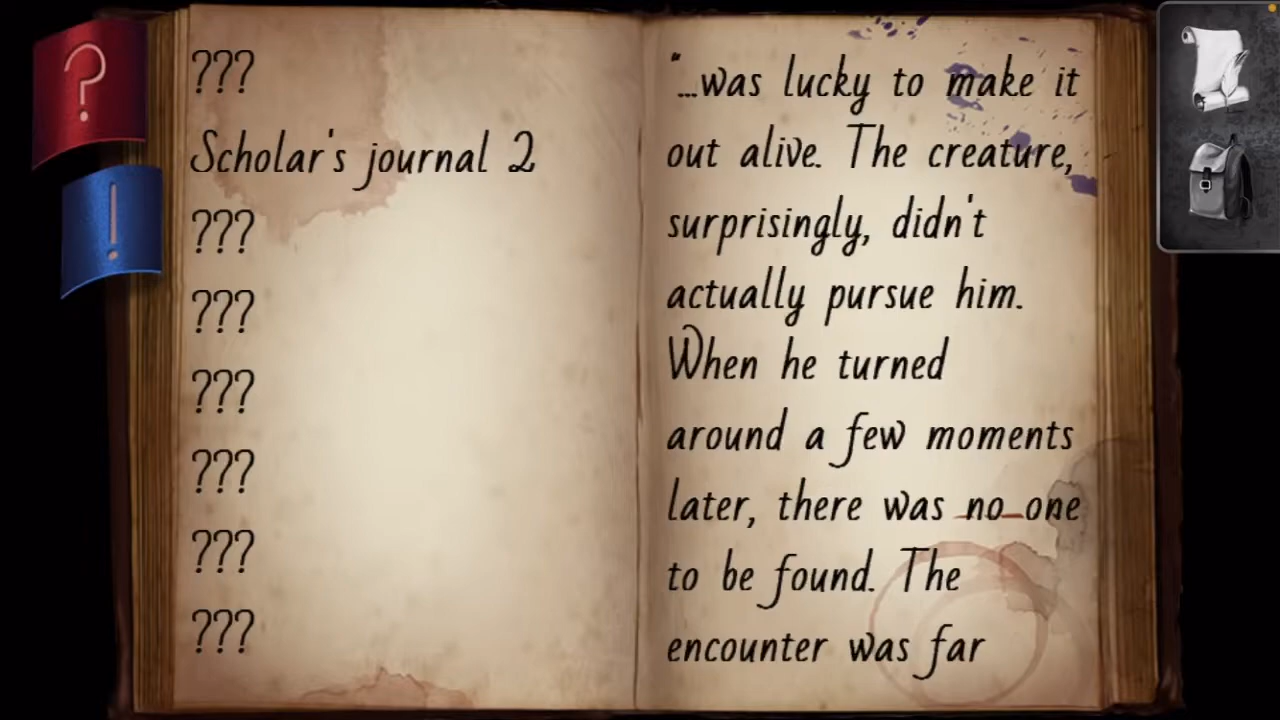 ?
!
???
Scholar's journal 2
???
???
???
???
???
???
"...was lucky to make it
out alive. The creature,
surprisingly, didn't
actually pursue him.
When he turned
around a few moments
later, there was no one
to be found. The
encounter was far